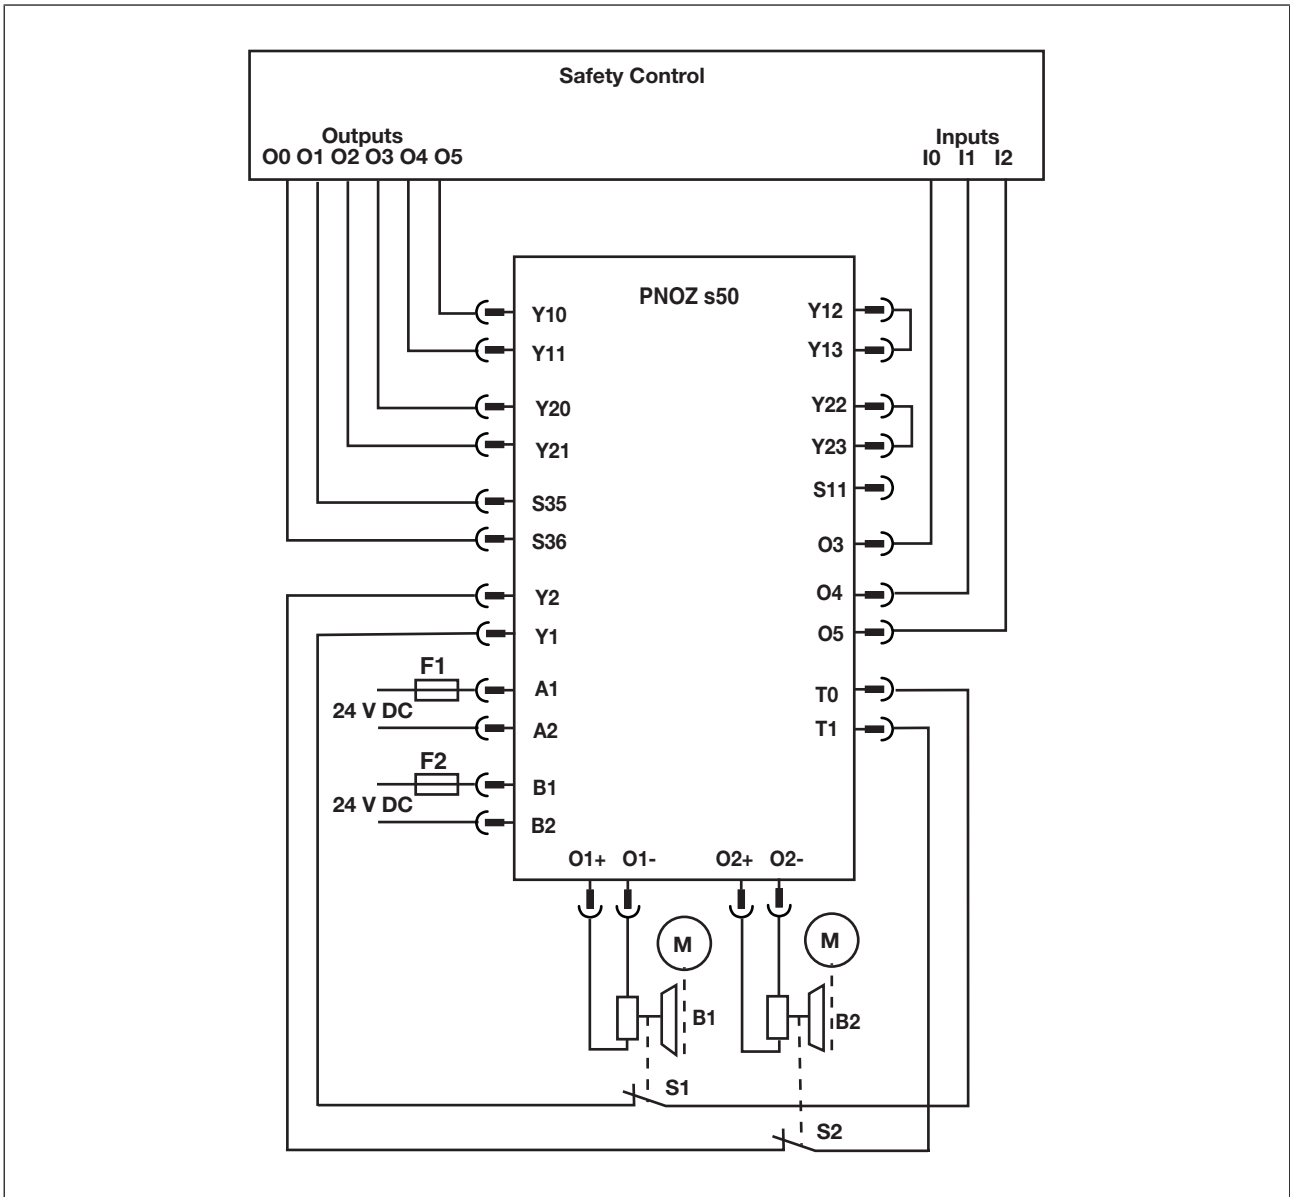 Safety Control
Outputs Inputs
O0 O1 O2 O3 O4 O5 I0 I1 I2
PNOZ s50
Y10 Y12
Y11 Y13
Y20 Y22
Y21 Y23
S35 S11
S36 O3
Y2 O4
Y1 O5
F1
A1 T0
24 V DC
A2 T1
F2
B1
24 V DC
B2
O1+ O1- O2+ O2-
M M
B1 B2
S1
S2